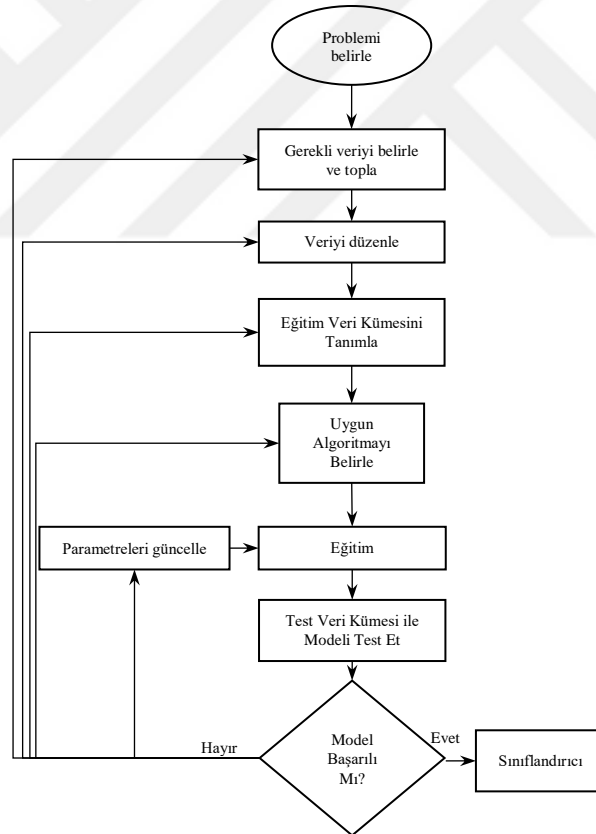 Problemi
belirle
Gerekli veriyi belirle
ve topla
Veriyi düzenle
Eğitim Veri Kümesini
Tanımla
Uygun
Algoritmayı
Belirle
Parametreleri güncelle
Eğitim
Test Veri Kümesi ile
Modeli Test Et
Hayır
Model
Başarılı
Mı?
Evet
Sınıflandırıcı